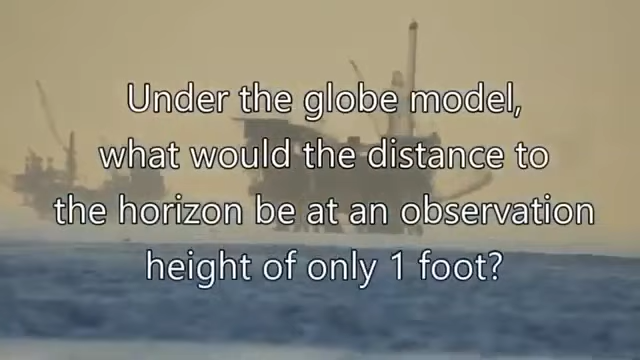 Under the globe model,
what would the distance to
the horizon be at an observation
height of only 1 foot?